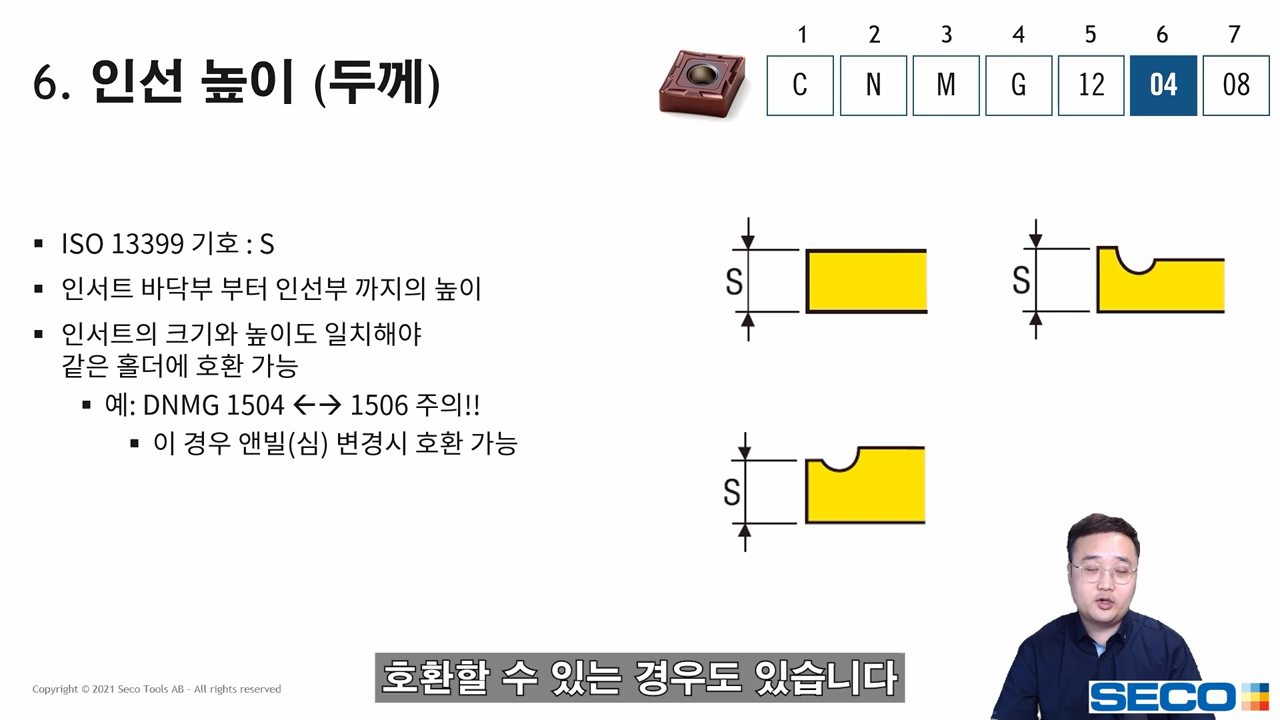 6. 인선 높이 (두께)
1 2 3 4 5 6 7
C N M G 12 04 08
▪ ISO 13399 기호 : S
▪ 인서트 바닥부 부터 인선부 까지의 높이
▪ 인서트의 크기와 높이도 일치해야
같은 홀더에 호환 가능
▪ 예: DNMG 1504 ←→ 1506 주의!!
▪ 이 경우 앤빌(심) 변경시 호환 가능
S
S
S
호환할 수 있는 경우도 있습니다
Copyright © 2021 Seco Tools AB – All rights reserved
SECO